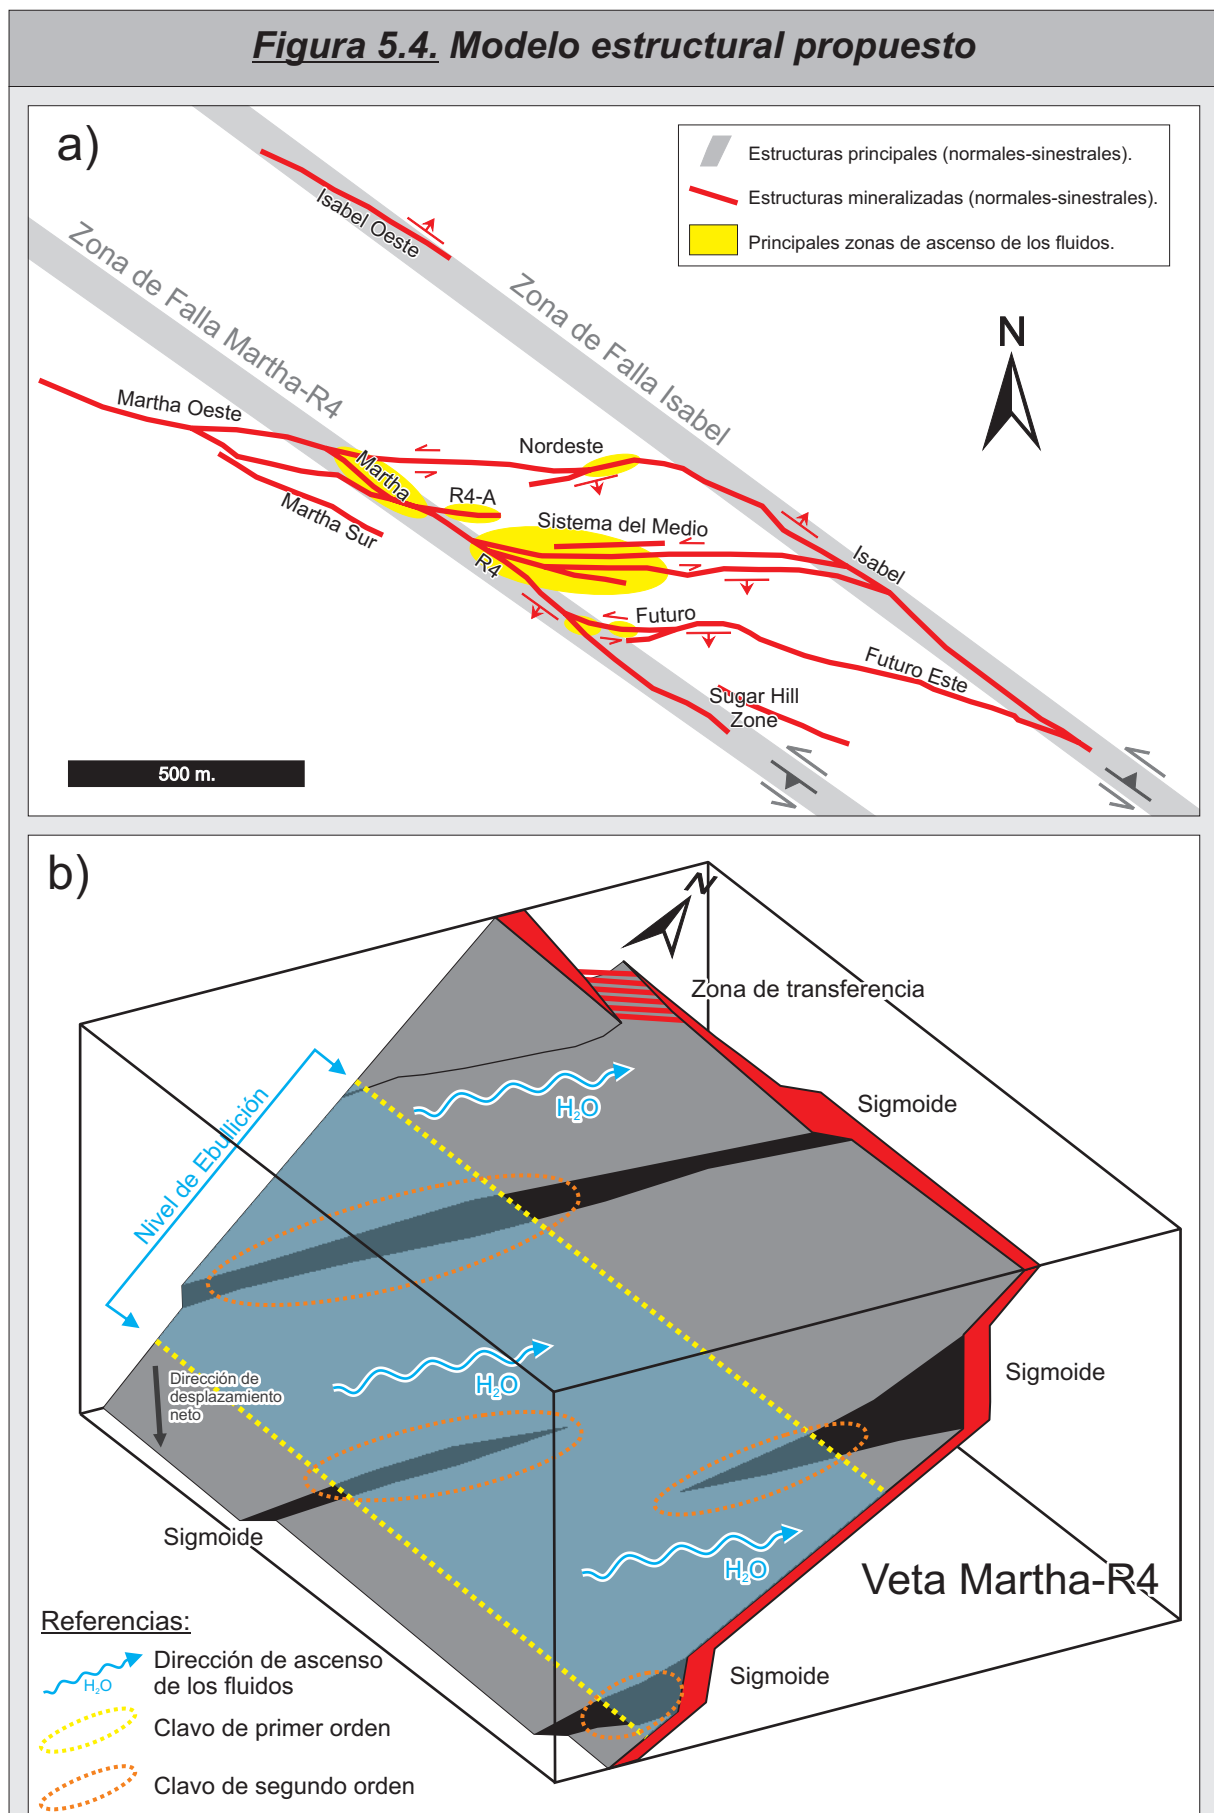 Figura 5.4. Modelo estructural propuesto
a)
Estructuras principales (normales-sinestrales).
Estructuras mineralizadas (normales-sinestrales).
Principales zonas de ascenso de los fluidos.
Isabel Oeste
Zona de Falla Martha-R4
Zona de Falla Isabel
N
Martha Oeste
Nordeste
Martha
R4-A
Martha Sur
Sistema del Medio
R4
Isabel
Futuro
Futuro Este
Sugar Hill
Zone
500 m.
b)
N
Zona de transferencia
Sigmoide
H2O
Nivel de Ebullición
Dirección de
desplazamiento
neto
H2O
Sigmoide
Sigmoide
H2O
Veta Martha-R4
Sigmoide
Referencias:
H2O
Dirección de ascenso
de los fluidos
Clavo de primer orden
Clavo de segundo orden